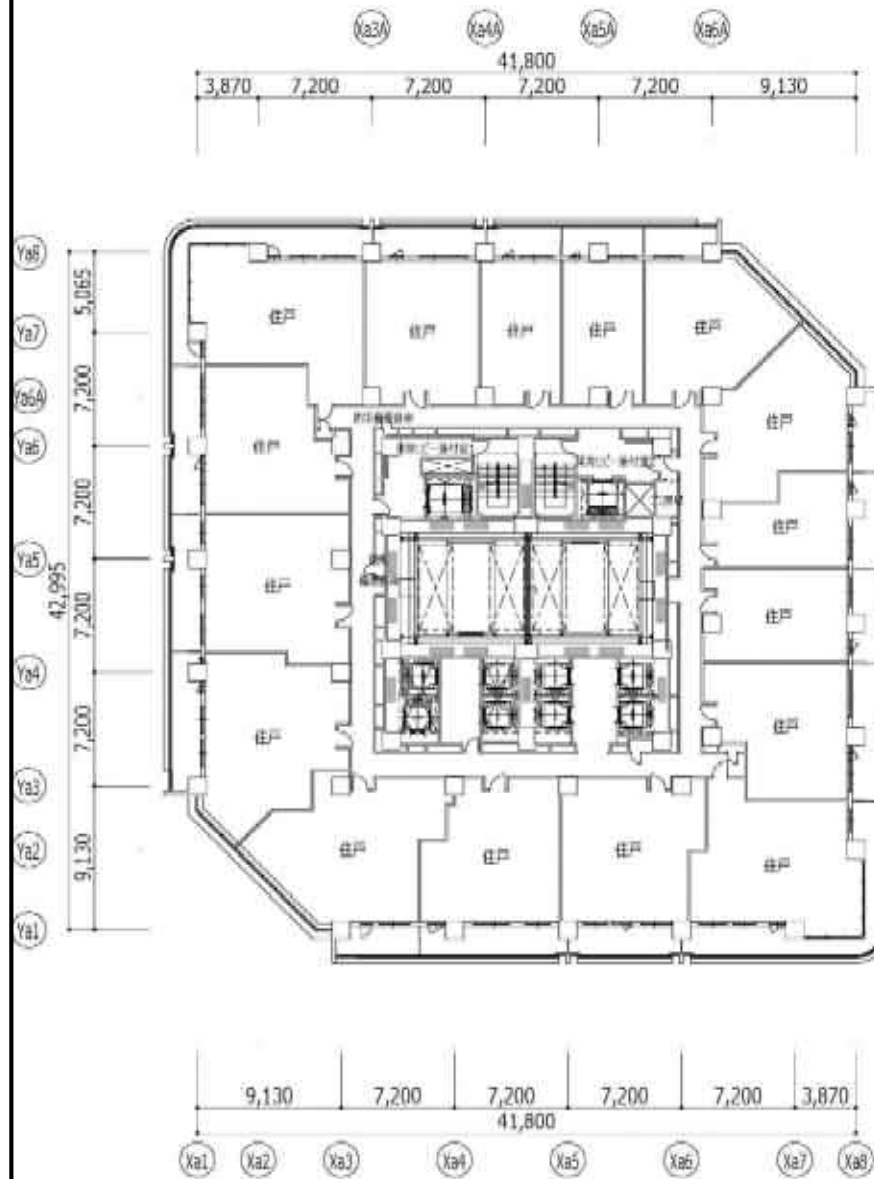 Xa3A Xa4A Xa5A Xa6A
41,800
3,870 7,200 7,200 7,200 7,200 9,130
Ya8
5,065
住戸
住戸
住戸
住戸
住戸
Ya7
7,200
Ya6A
住戸
Ya6
住戸
7,200
住戸
Ya5
住戸
42,995
7,200
住戸
Ya4
住戸
住戸
7,200
Ya3
住戸
住戸
住戸
住戸
Ya2
9,130
Ya1
9,130 7,200 7,200 7,200 7,200 3,870
41,800
Xa1 Xa2 Xa3 Xa4 Xa5 Xa6 Xa7 Xa8